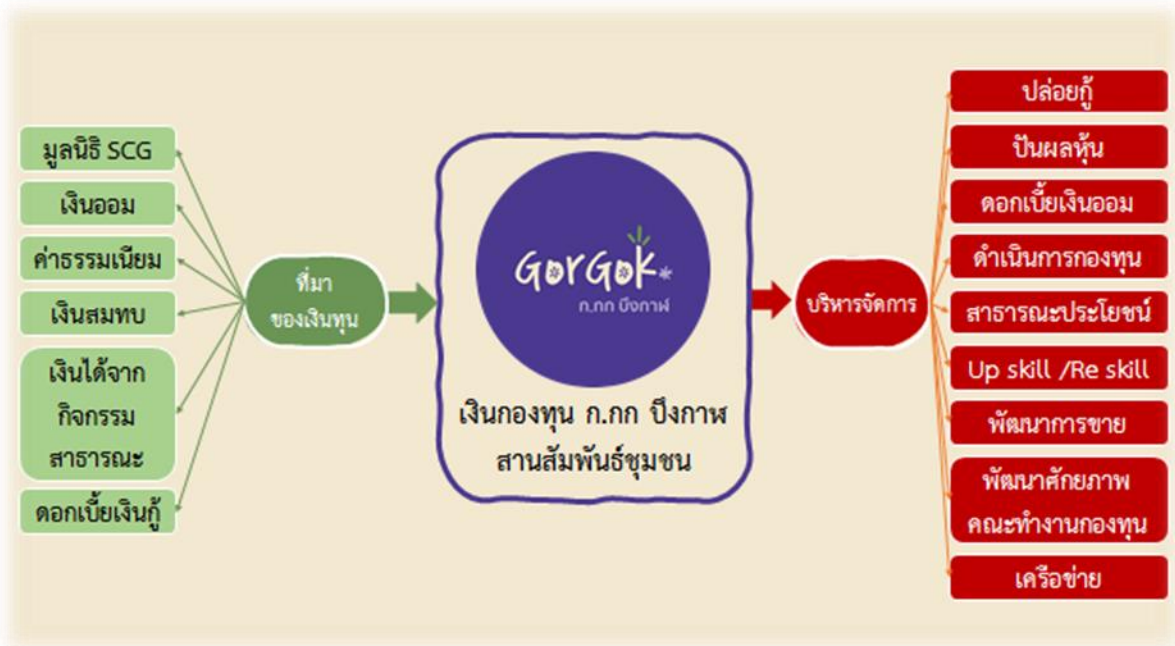 มูลนิธิ SCG
เงินออม
ค่าธรรมเนียม
เงินสมทบ
เงินได้จาก
กิจกรรม
สาธารณะ
ดอกเบี้ยเงินกู้
ที่มา
ของเงินทุน
GorGok
ก.กก บึงกาฬ
เงินกองทุน ก.กก บึงกาฬ
สานสัมพันธ์ชุมชน
บริหารจัดการ
ปล่อยกู้
ปันผลหุ้น
ดอกเบี้ยเงินออม
ดำเนินการกองทุน
สาธารณะประโยชน์
Up skill /Re skill
พัฒนาการขาย
พัฒนาศักยภาพ
คณะทำงานกองทุน
เครือข่าย